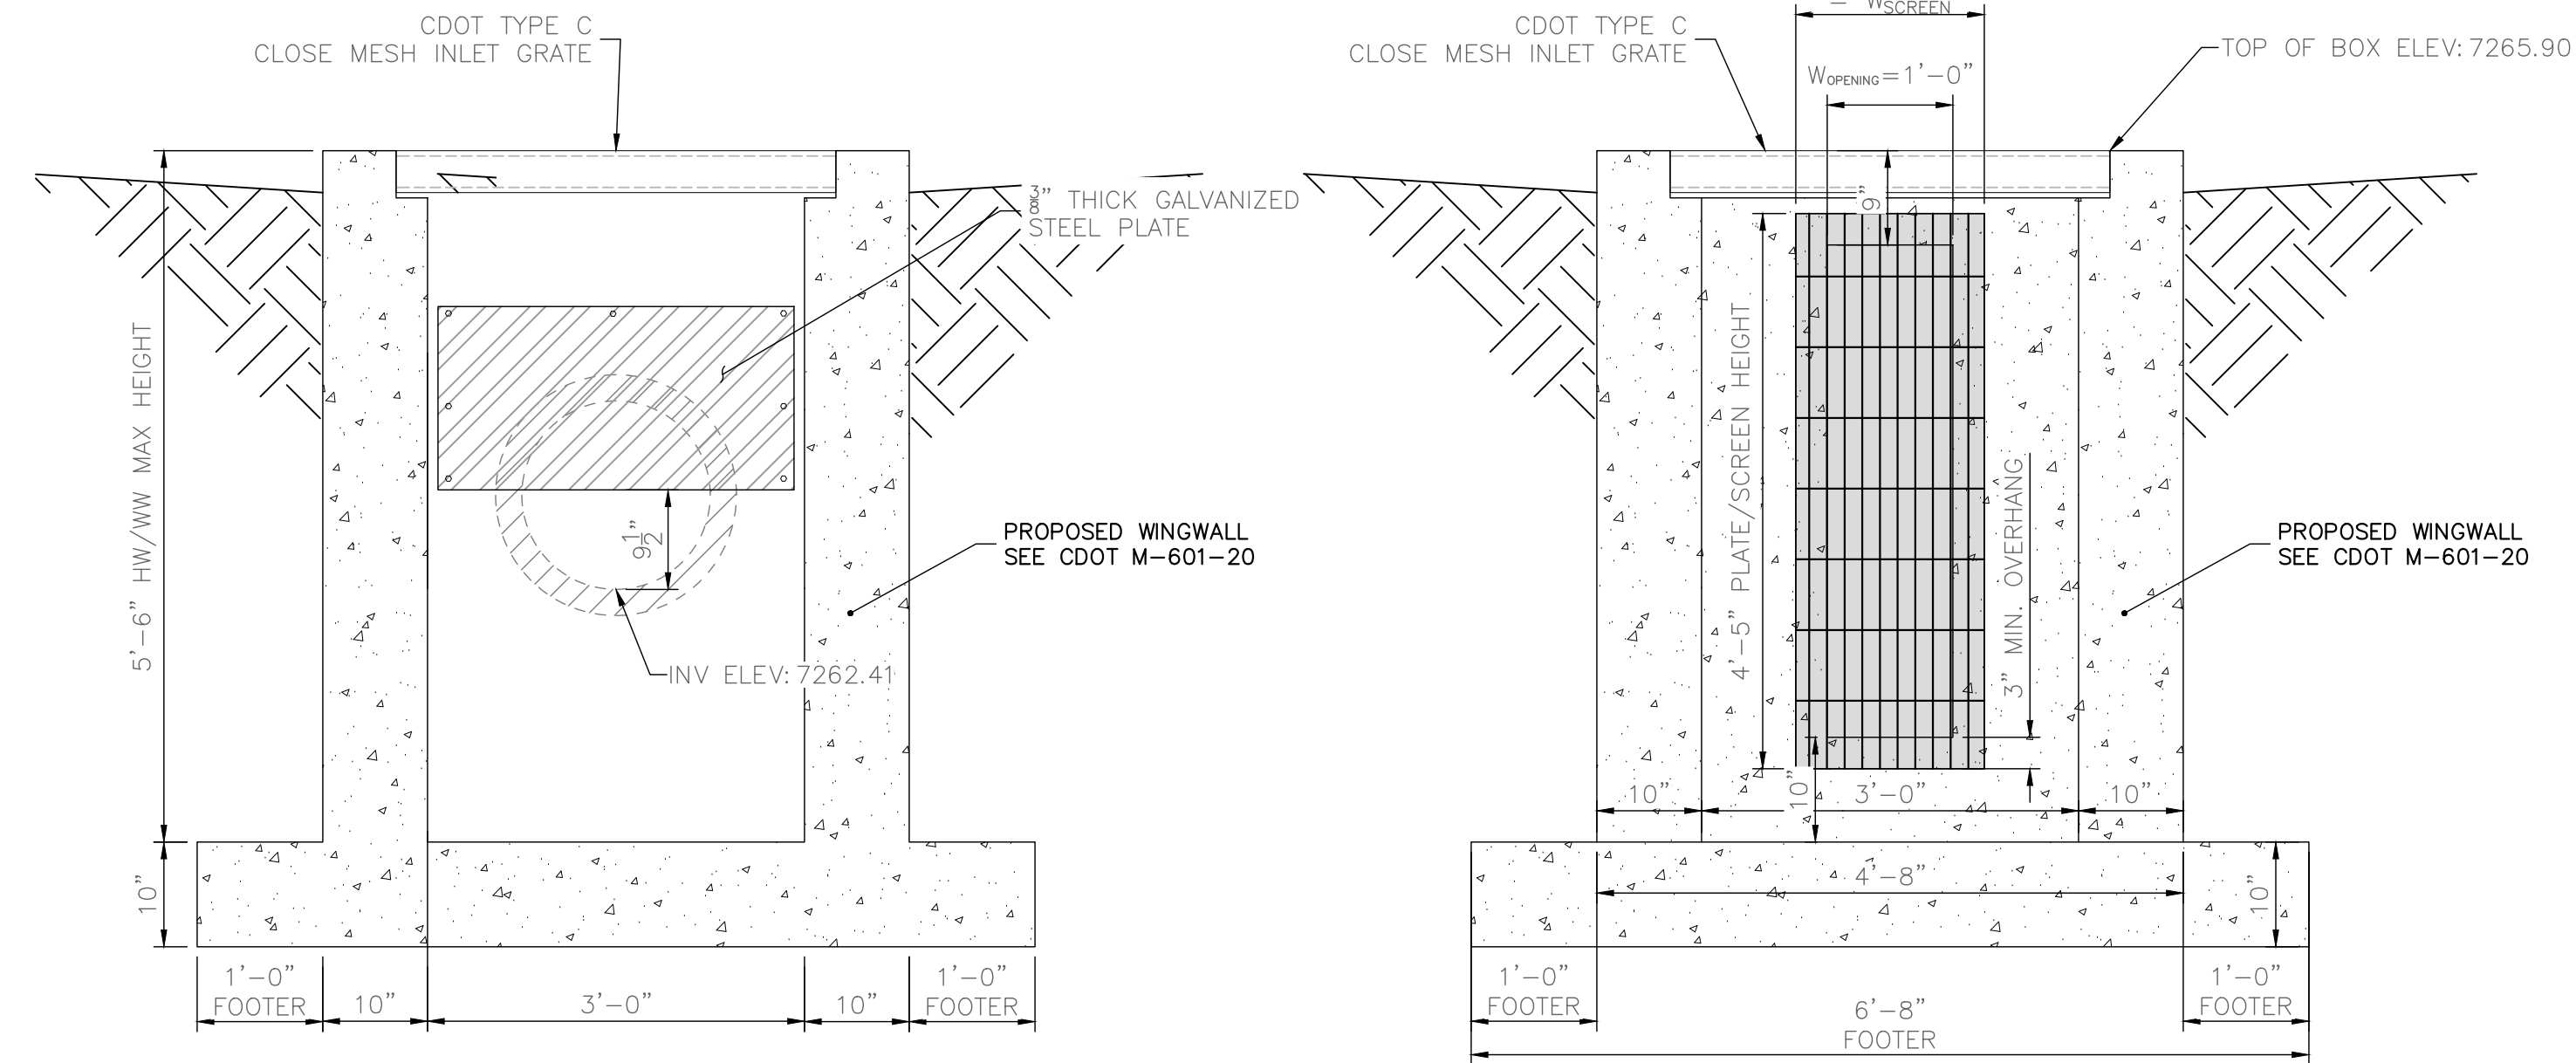 CDOT TYPE C
CLOSE MESH INLET GRATE
3/8" THICK GALVANIZED
STEEL PLATE
5'-6" HW/WW MAX HEIGHT
9 1/2"
PROPOSED WINGWALL
SEE CDOT M-601-20
INV ELEV: 7262.41
10"
1'-0"
FOOTER
10"
3'-0"
10"
1'-0"
FOOTER
WSCREEN
CDOT TYPE C
CLOSE MESH INLET GRATE
WOPENING=1'-0"
TOP OF BOX ELEV: 7265.90
9"
4'-5" PLATE/SCREEN HEIGHT
3" MIN. OVERHANG
PROPOSED WINGWALL
SEE CDOT M-601-20
10"
10"
3'-0"
10"
4'-8"
10"
1'-0"
FOOTER
6'-8"
FOOTER
1'-0"
FOOTER